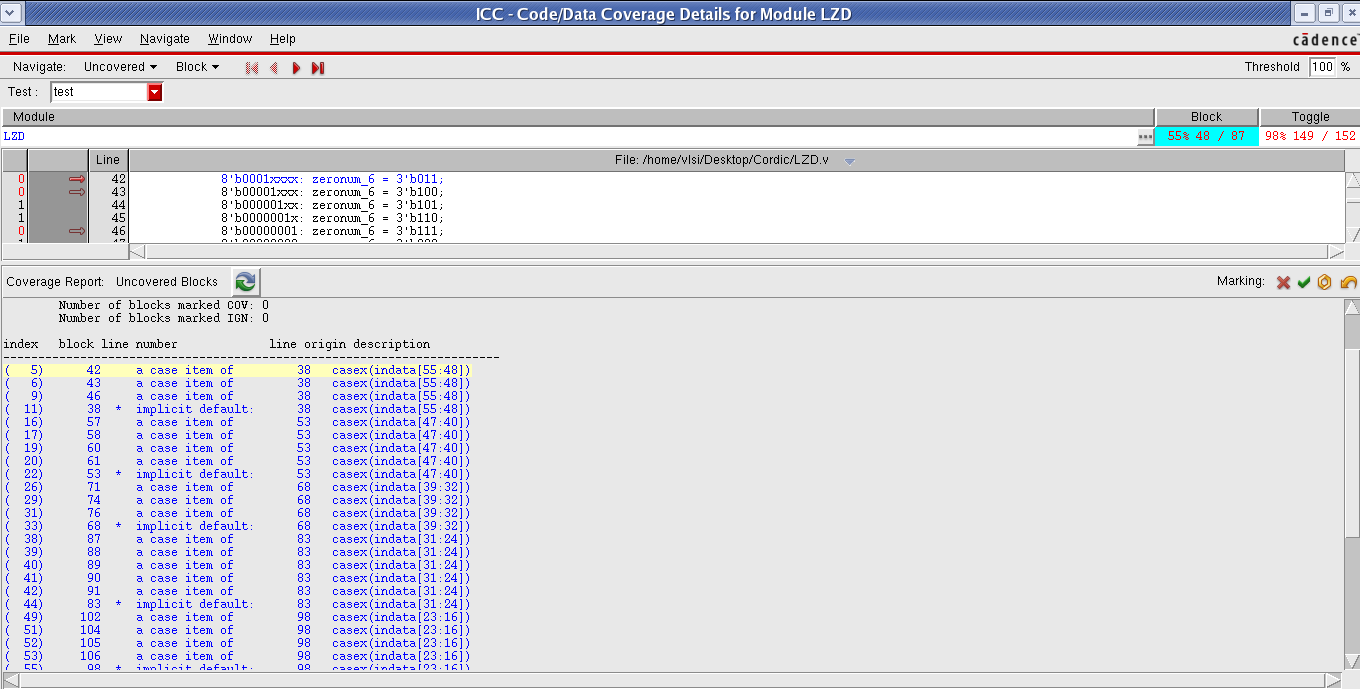 ICC - Code/Data Coverage Details for Module LZD
File Mark View Navigate Window Help
cādence
Navigate: Uncovered Block Threshold 100 %
Test : test
Module Block Toggle
LZD ... 55% 48 / 87 98% 149 / 152
Line File: /home/vlsi/Desktop/Cordic/LZD.v
0 42 8'b0001xxxx: zeronum_6 = 3'b011;
0 43 8'b00001xxx: zeronum_6 = 3'b100;
1 44 8'b000001xx: zeronum_6 = 3'b101;
1 45 8'b0000001x: zeronum_6 = 3'b110;
0 46 8'b00000001: zeronum_6 = 3'b111;
Coverage Report: Uncovered Blocks Marking:
Number of blocks marked COV: 0
Number of blocks marked IGN: 0
index block line number line origin description
--------------------------------------------------------------------
( 5) 42 a case item of 38 casex(indata[55:48])
( 6) 43 a case item of 38 casex(indata[55:48])
( 9) 46 a case item of 38 casex(indata[55:48])
( 11) 38 * implicit default: 38 casex(indata[55:48])
( 16) 57 a case item of 53 casex(indata[47:40])
( 17) 58 a case item of 53 casex(indata[47:40])
( 19) 60 a case item of 53 casex(indata[47:40])
( 20) 61 a case item of 53 casex(indata[47:40])
( 22) 53 * implicit default: 53 casex(indata[47:40])
( 26) 71 a case item of 68 casex(indata[39:32])
( 29) 74 a case item of 68 casex(indata[39:32])
( 31) 76 a case item of 68 casex(indata[39:32])
( 33) 68 * implicit default: 68 casex(indata[39:32])
( 38) 87 a case item of 83 casex(indata[31:24])
( 39) 88 a case item of 83 casex(indata[31:24])
( 40) 89 a case item of 83 casex(indata[31:24])
( 41) 90 a case item of 83 casex(indata[31:24])
( 42) 91 a case item of 83 casex(indata[31:24])
( 44) 83 * implicit default: 83 casex(indata[31:24])
( 49) 102 a case item of 98 casex(indata[23:16])
( 51) 104 a case item of 98 casex(indata[23:16])
( 52) 105 a case item of 98 casex(indata[23:16])
( 53) 106 a case item of 98 casex(indata[23:16])
( 55) 98 * implicit default: 98 casex(indata[23:16])